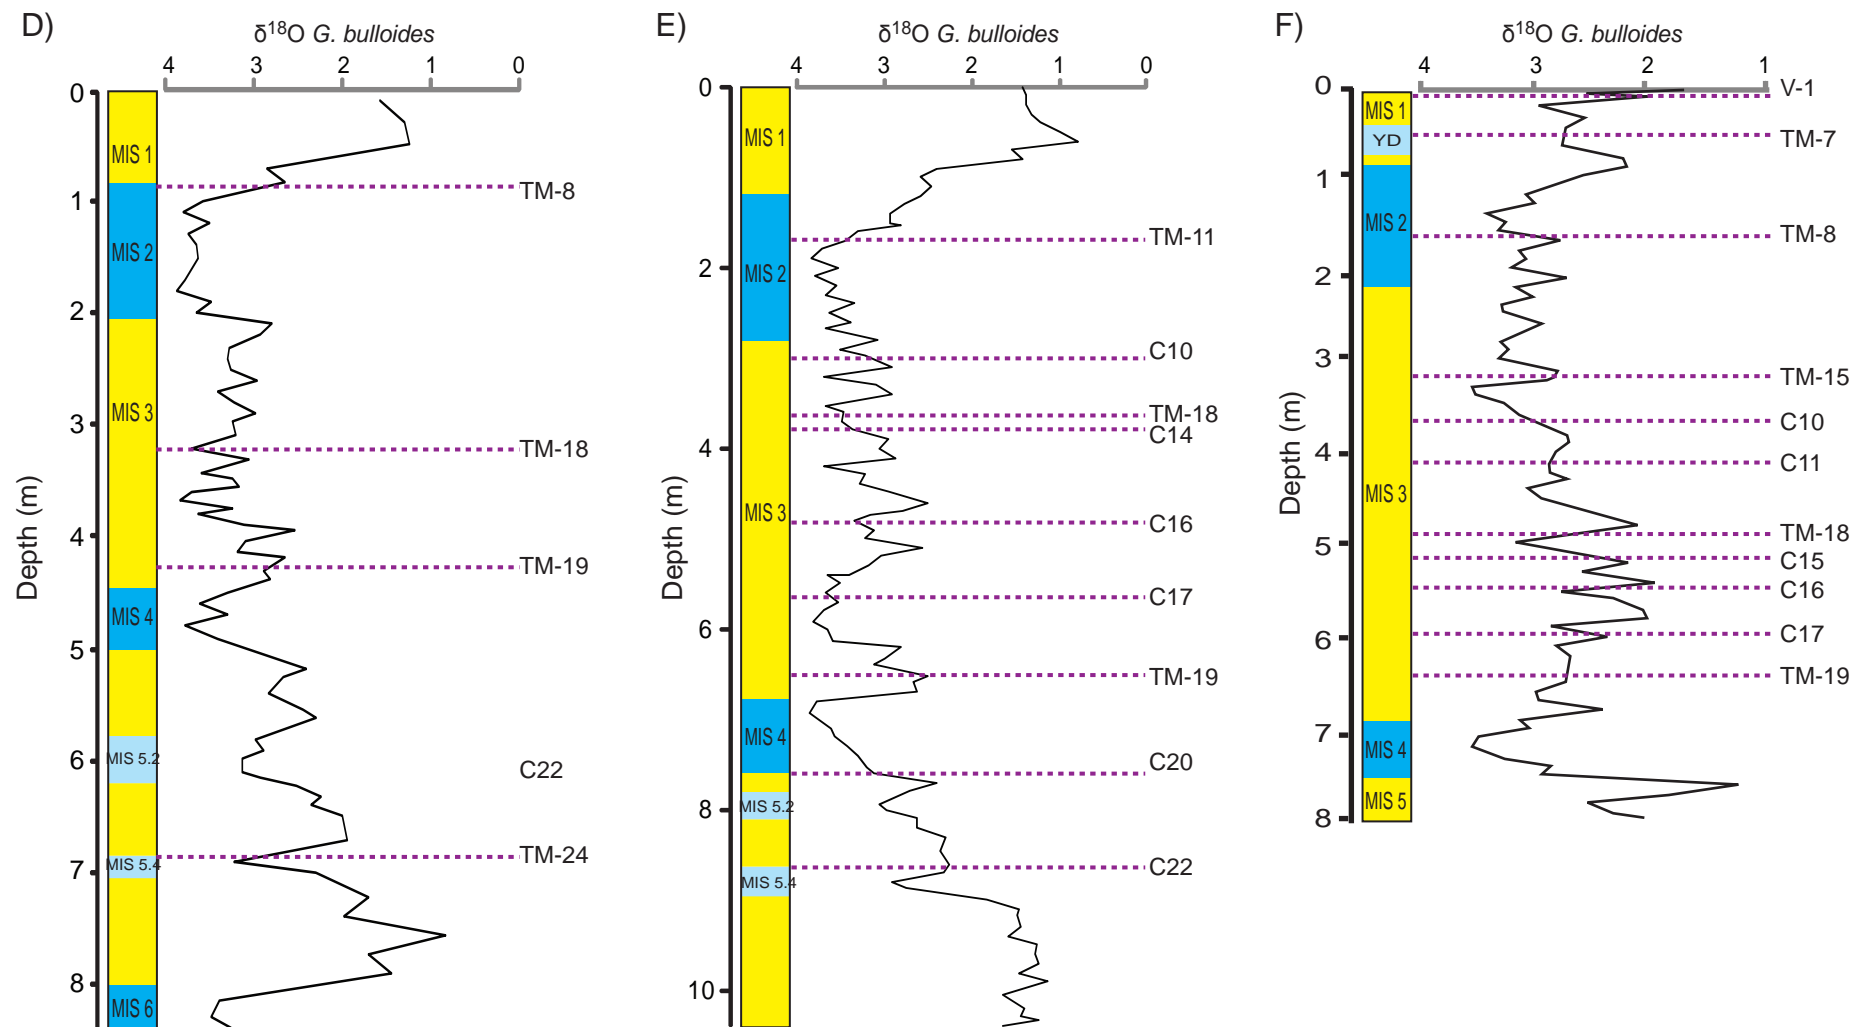 D)
δ18O G. bulloides
4 3 2 1 0
0
1
2
3
4
5
6
7
8
Depth (m)
MIS 1
MIS 2
MIS 3
MIS 4
MIS 5.2
MIS 5.4
MIS 6
TM-8
TM-18
TM-19
C22
TM-24
E)
δ18O G. bulloides
4 3 2 1 0
0
2
4
6
8
10
Depth (m)
MIS 1
MIS 2
MIS 3
MIS 4
MIS 5.2
MIS 5.4
TM-11
C10
TM-18
C14
C16
C17
TM-19
C20
C22
F)
δ18O G. bulloides
4 3 2 1
0
1
2
3
4
5
6
7
8
Depth (m)
MIS 1
YD
MIS 2
MIS 3
MIS 4
MIS 5
V-1
TM-7
TM-8
TM-15
C10
C11
TM-18
C15
C16
C17
TM-19